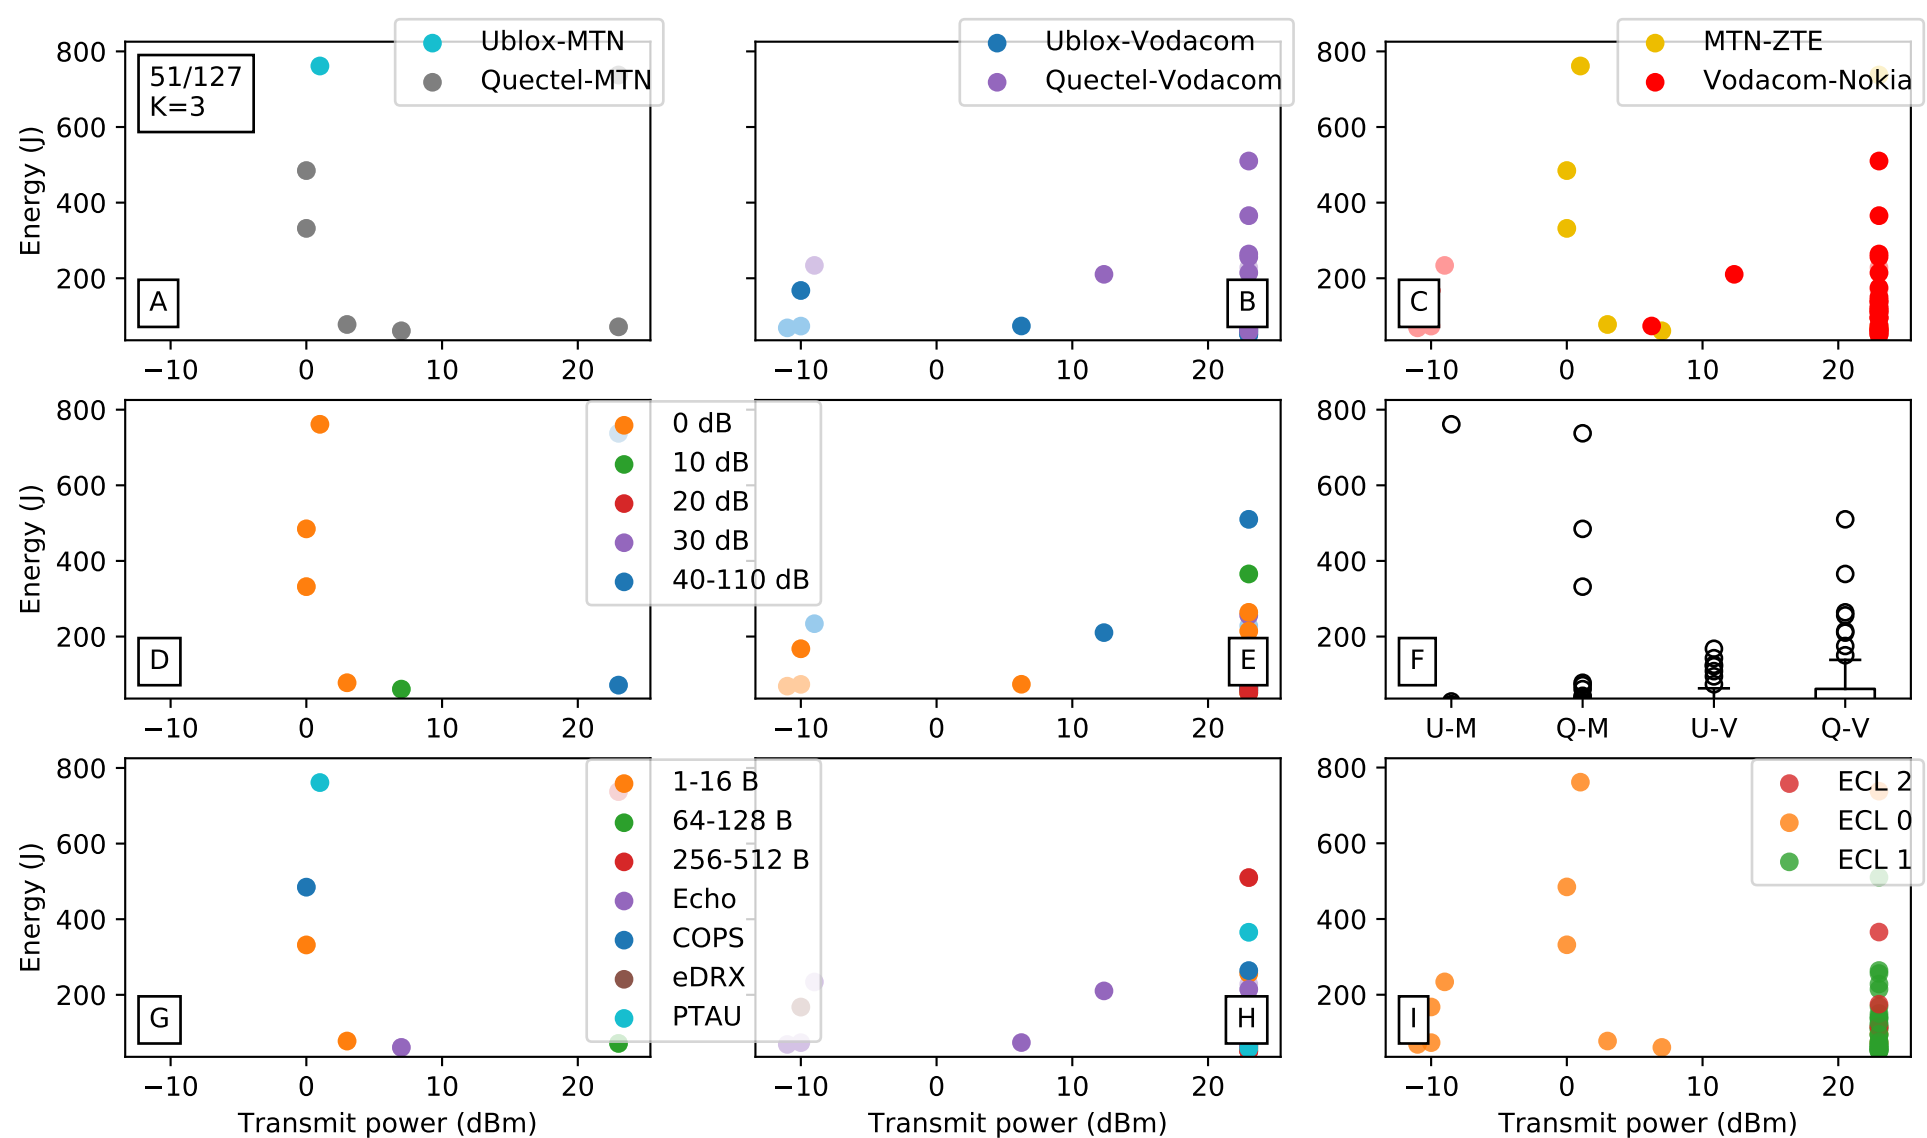 Ublox-MTN
Quectel-MTN
51/127
K=3
A
Energy (J)
800
600
400
200
−10 0 10 20
Ublox-Vodacom
Quectel-Vodacom
B
−10 0 10 20
MTN-ZTE
Vodacom-Nokia
C
800
600
400
200
−10 0 10 20
Energy (J)
800
600
400
200
D
−10 0 10 20
0 dB
10 dB
20 dB
30 dB
40-110 dB
E
−10 0 10 20
800
600
400
200
F
U-M Q-M U-V Q-V
Energy (J)
800
600
400
200
G
−10 0 10 20
Transmit power (dBm)
1-16 B
64-128 B
256-512 B
Echo
COPS
eDRX
PTAU
H
−10 0 10 20
Transmit power (dBm)
ECL 2
ECL 0
ECL 1
800
600
400
200
I
−10 0 10 20
Transmit power (dBm)